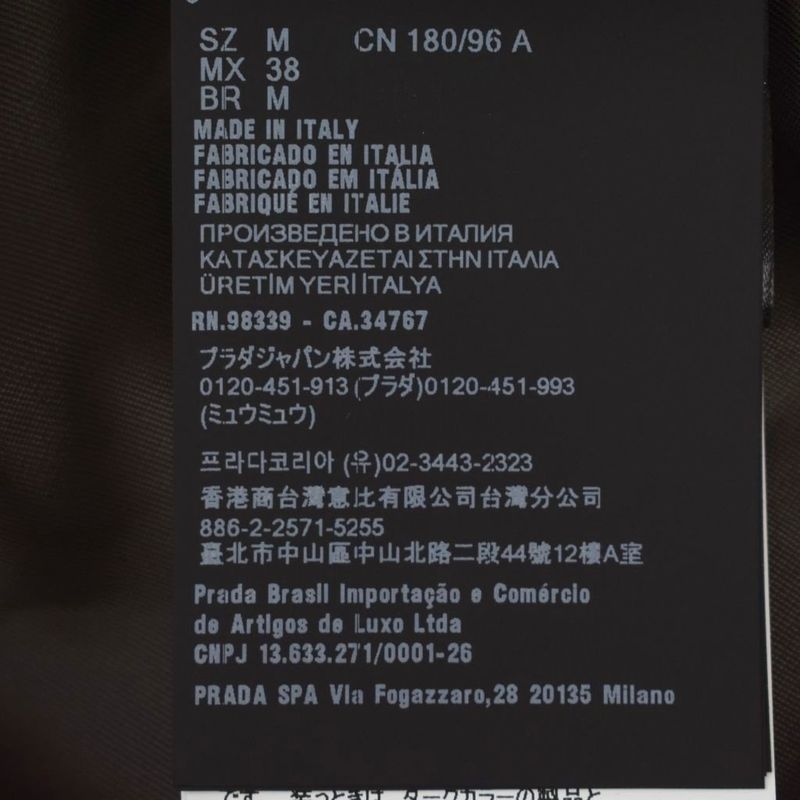 SZ M CN 180/96 A
MX 38
BR M
MADE IN ITALY
FABRICADO EN ITALIA
FABRICADO EM ITÁLIA
FABRIQUÉ EN ITALIE
ПРОИЗВЕДЕНО В ИТАЛИЯ
ΚΑΤΑΣΚΕΥΑΖΕΤΑΙ ΣΤΗΝ ΙΤΑΛΙΑ
ÜRETİM YERİ İTALYA
RN.98339 - CA.34767
プラダジャパン株式会社
0120-451-913 (プラダ)0120-451-993
(ミュウミュウ)
프라다코리아 (유)02-3443-2323
香港商台灣惠比有限公司台灣分公司
886-2-2571-5255
臺北市中山區中山北路二段44號12樓A室
Prada Brasil Importação e Comércio
de Artigos de Luxo Ltda
CNPJ 13.633.271/0001-26
PRADA SPA Via Fogazzaro,28 20135 Milano